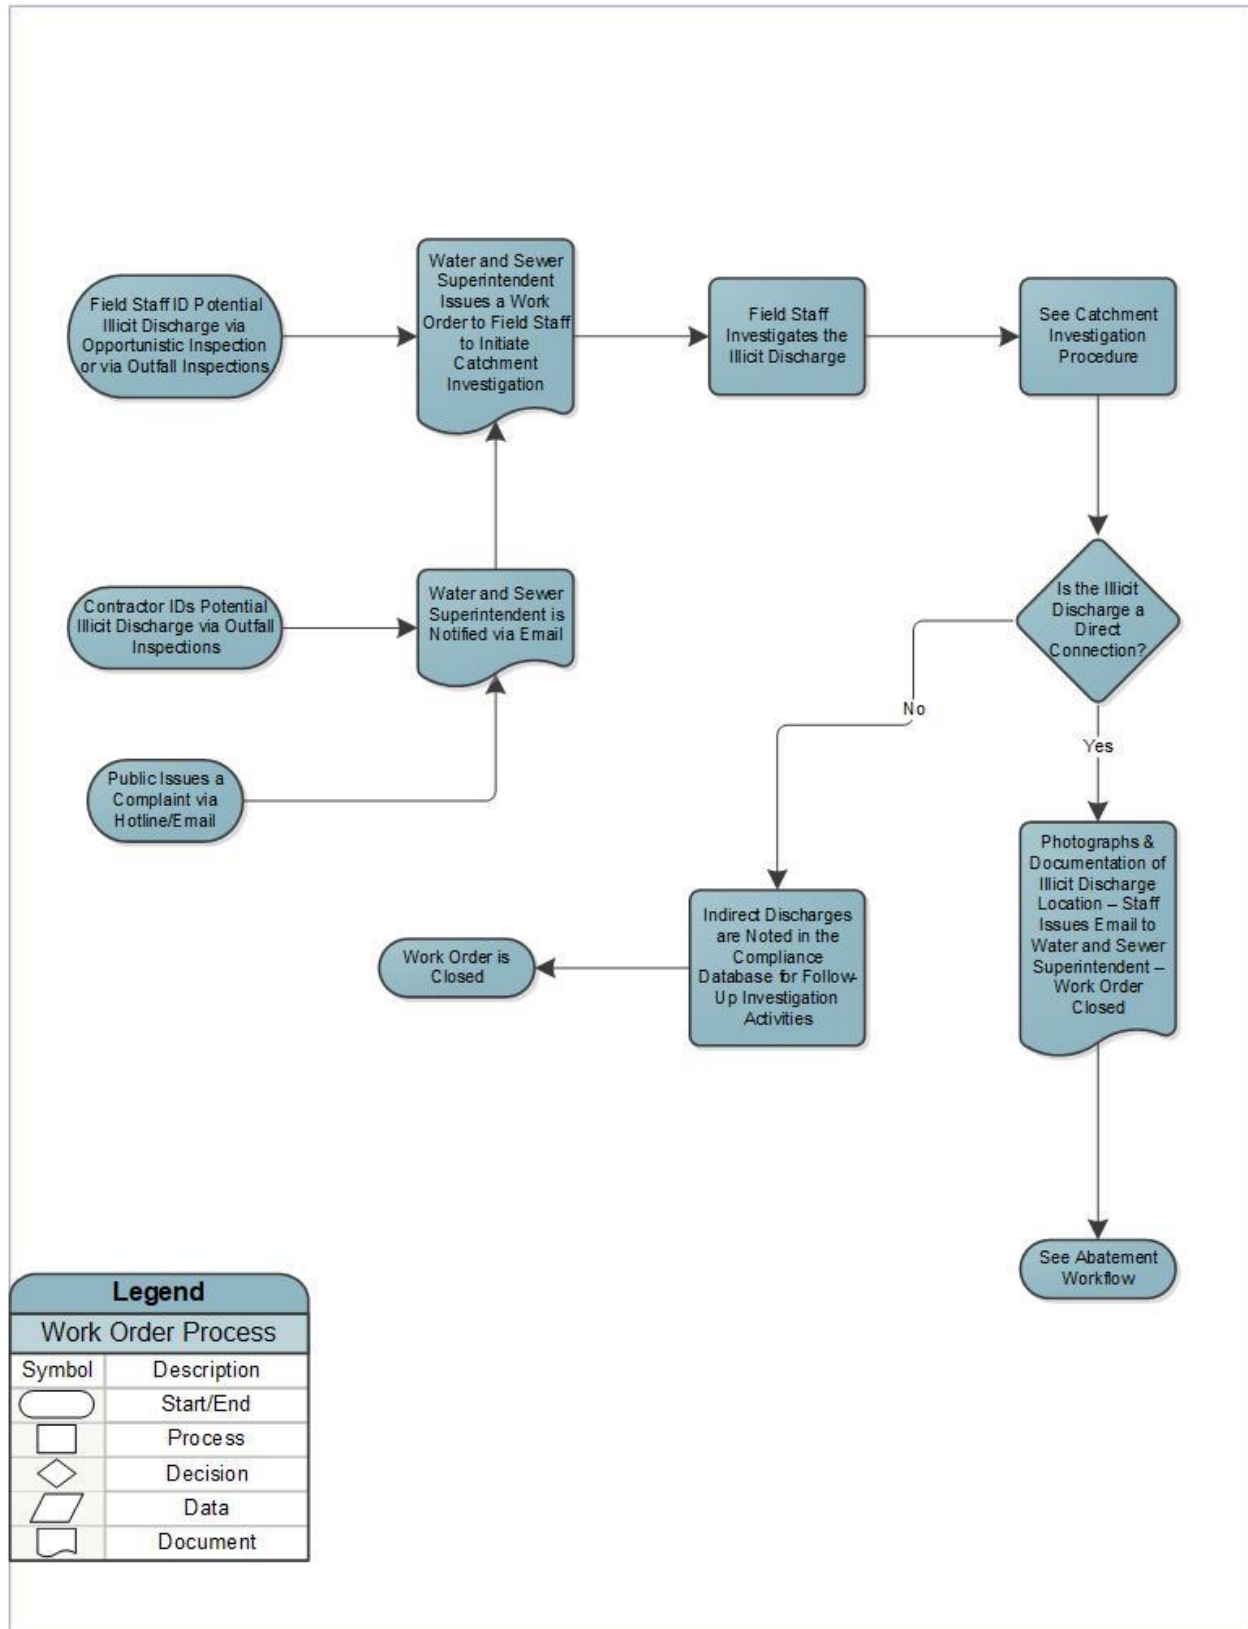 Field Staff ID Potential
Illicit Discharge via
Opportunistic Inspection
or via Outfall Inspections
Water and Sewer
Superintendent
Issues a Work
Order to Field Staff
to Initiate
Catchment
Investigation
Field Staff
Investigates the
Illicit Discharge
See Catchment
Investigation
Procedure
Contractor IDs Potential
Illicit Discharge via Outfall
Inspections
Water and Sewer
Superintendent is
Notified via Email
Is the Illicit
Discharge a
Direct
Connection?
No
Yes
Public Issues a
Complaint via
Hotline/Email
Photographs &
Documentation of
Illicit Discharge
Location – Staff
Issues Email to
Water and Sewer
Superintendent –
Work Order
Closed
Indirect Discharges
are Noted in the
Compliance
Database for Follow-
Up Investigation
Activities
Work Order is
Closed
See Abatement
Workflow
Legend
Work Order Process
Symbol Description
Start/End
Process
Decision
Data
Document